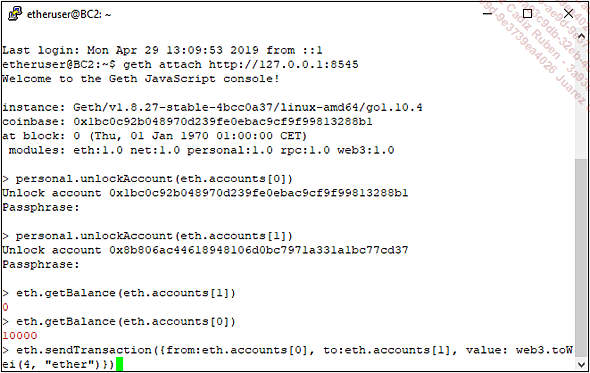 etheruser@BC2: ~
Last login: Mon Apr 29 13:09:53 2019 from ::1
etheruser@BC2:~$ geth attach http://127.0.0.1:8545
Welcome to the Geth JavaScript console!
instance: Geth/v1.8.27-stable-4bcc0a37/linux-amd64/go1.10.4
coinbase: 0x1bc0c92b048970d239fe0ebac9cf9f99813288b1
at block: 0 (Thu, 01 Jan 1970 01:00:00 CET)
modules: eth:1.0 net:1.0 personal:1.0 rpc:1.0 web3:1.0
> personal.unlockAccount(eth.accounts[0])
Unlock account 0x1bc0c92b048970d239fe0ebac9cf9f99813288b1
Passphrase:
> personal.unlockAccount(eth.accounts[1])
Unlock account 0x8b806ac44618948106d0bc7971a331a1bc77cd37
Passphrase:
> eth.getBalance(eth.accounts[1])
0
> eth.getBalance(eth.accounts[0])
10000
> eth.sendTransaction({from:eth.accounts[0], to:eth.accounts[1], value: web3.toW
ei(4, "ether")})